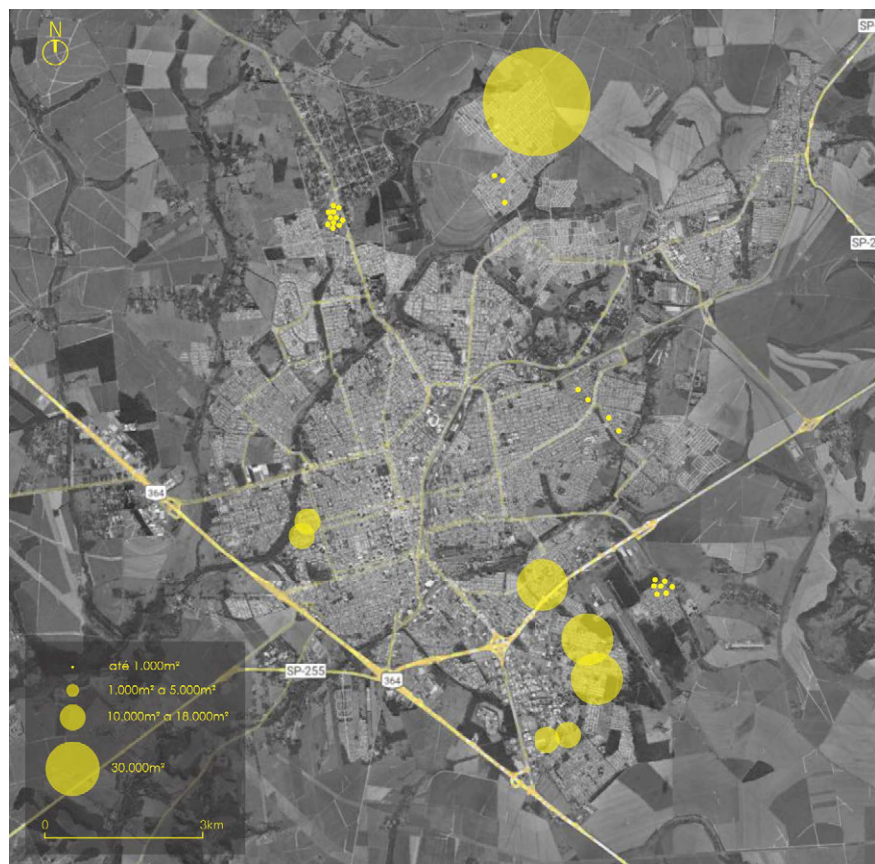 N
SP-
SP-2
364
SP-255
364
até 1.000m²
1.000m² a 5.000m²
10.000m² a 18.000m²
30.000m²
0
3km